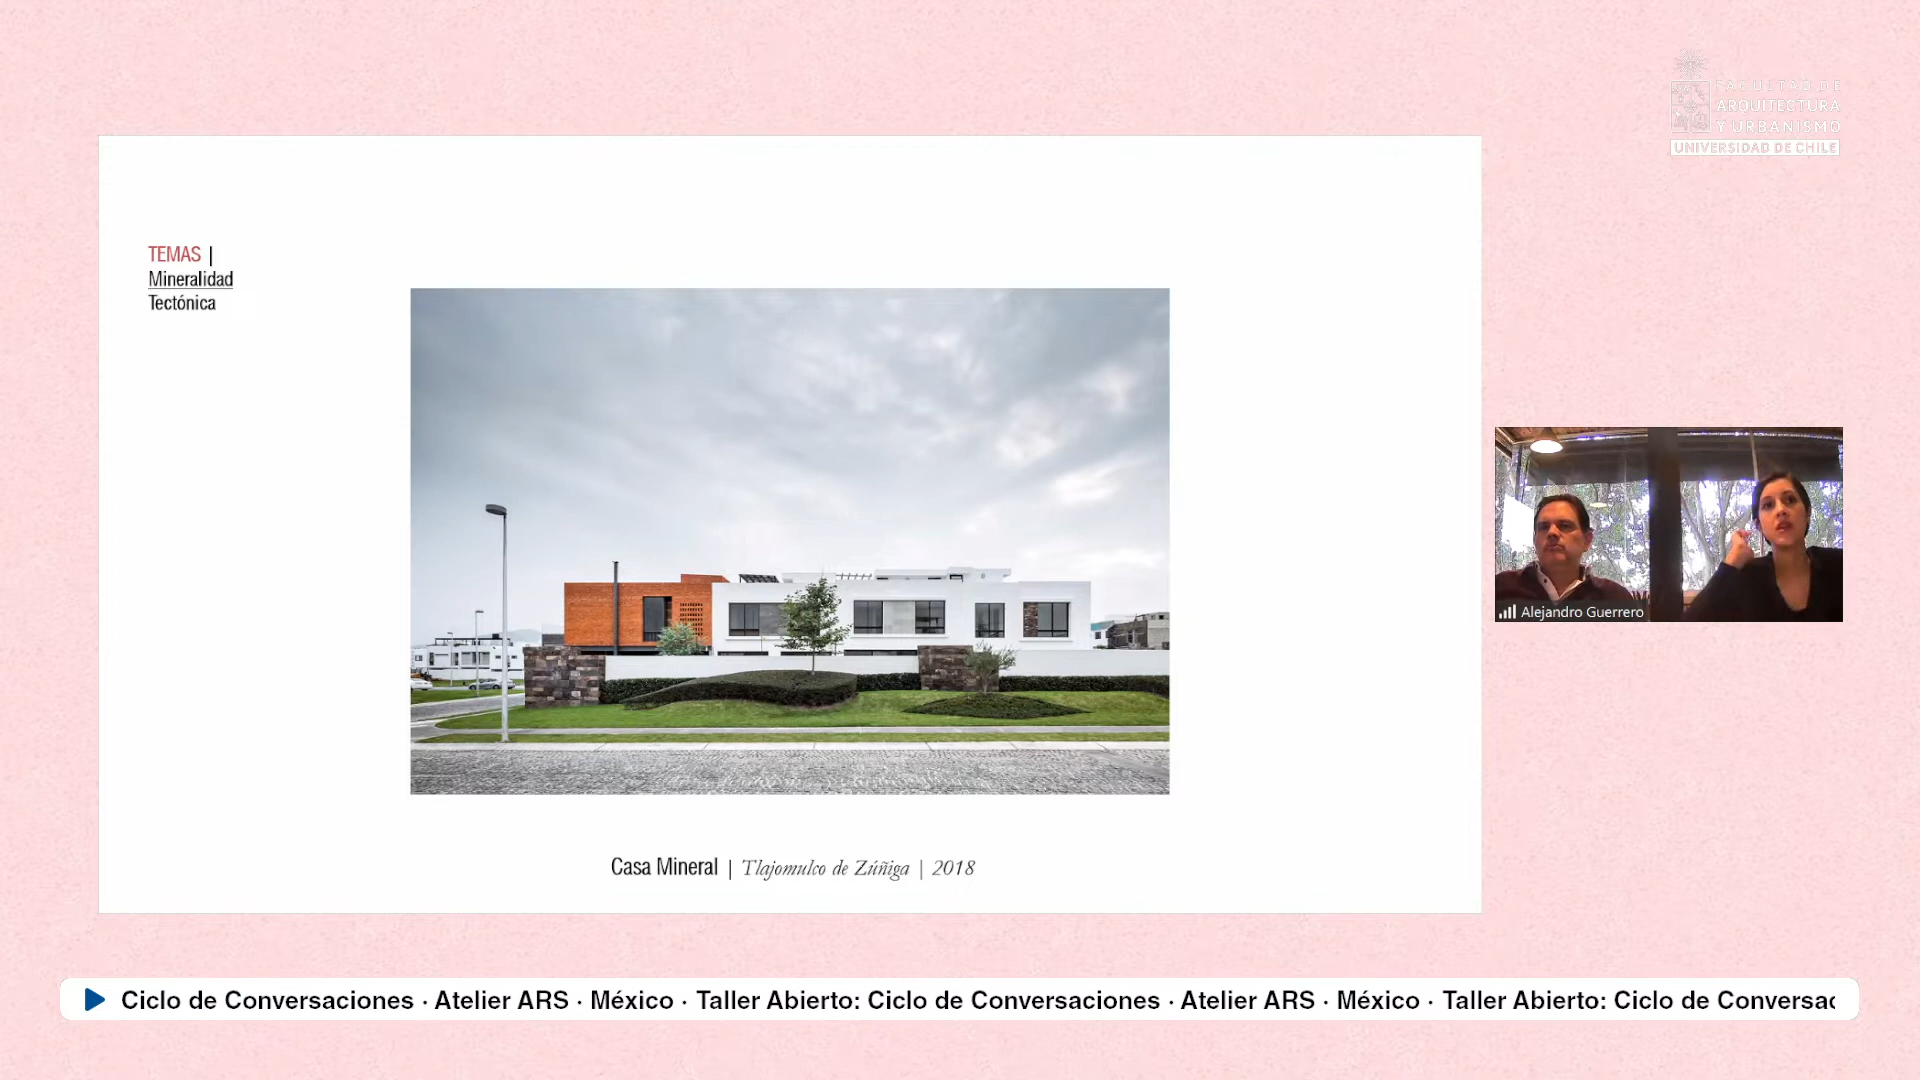 FACULTAD DE
ARQUITECTURA
Y URBANISMO
UNIVERSIDAD DE CHILE
TEMAS |
Mineralidad
Tectónica
Alejandro Guerrero
Casa Mineral | Tlajomulco de Zúñiga | 2018
Ciclo de Conversaciones · Atelier ARS · México · Taller Abierto: Ciclo de Conversaciones · Atelier ARS · México · Taller Abierto: Ciclo de Conversac